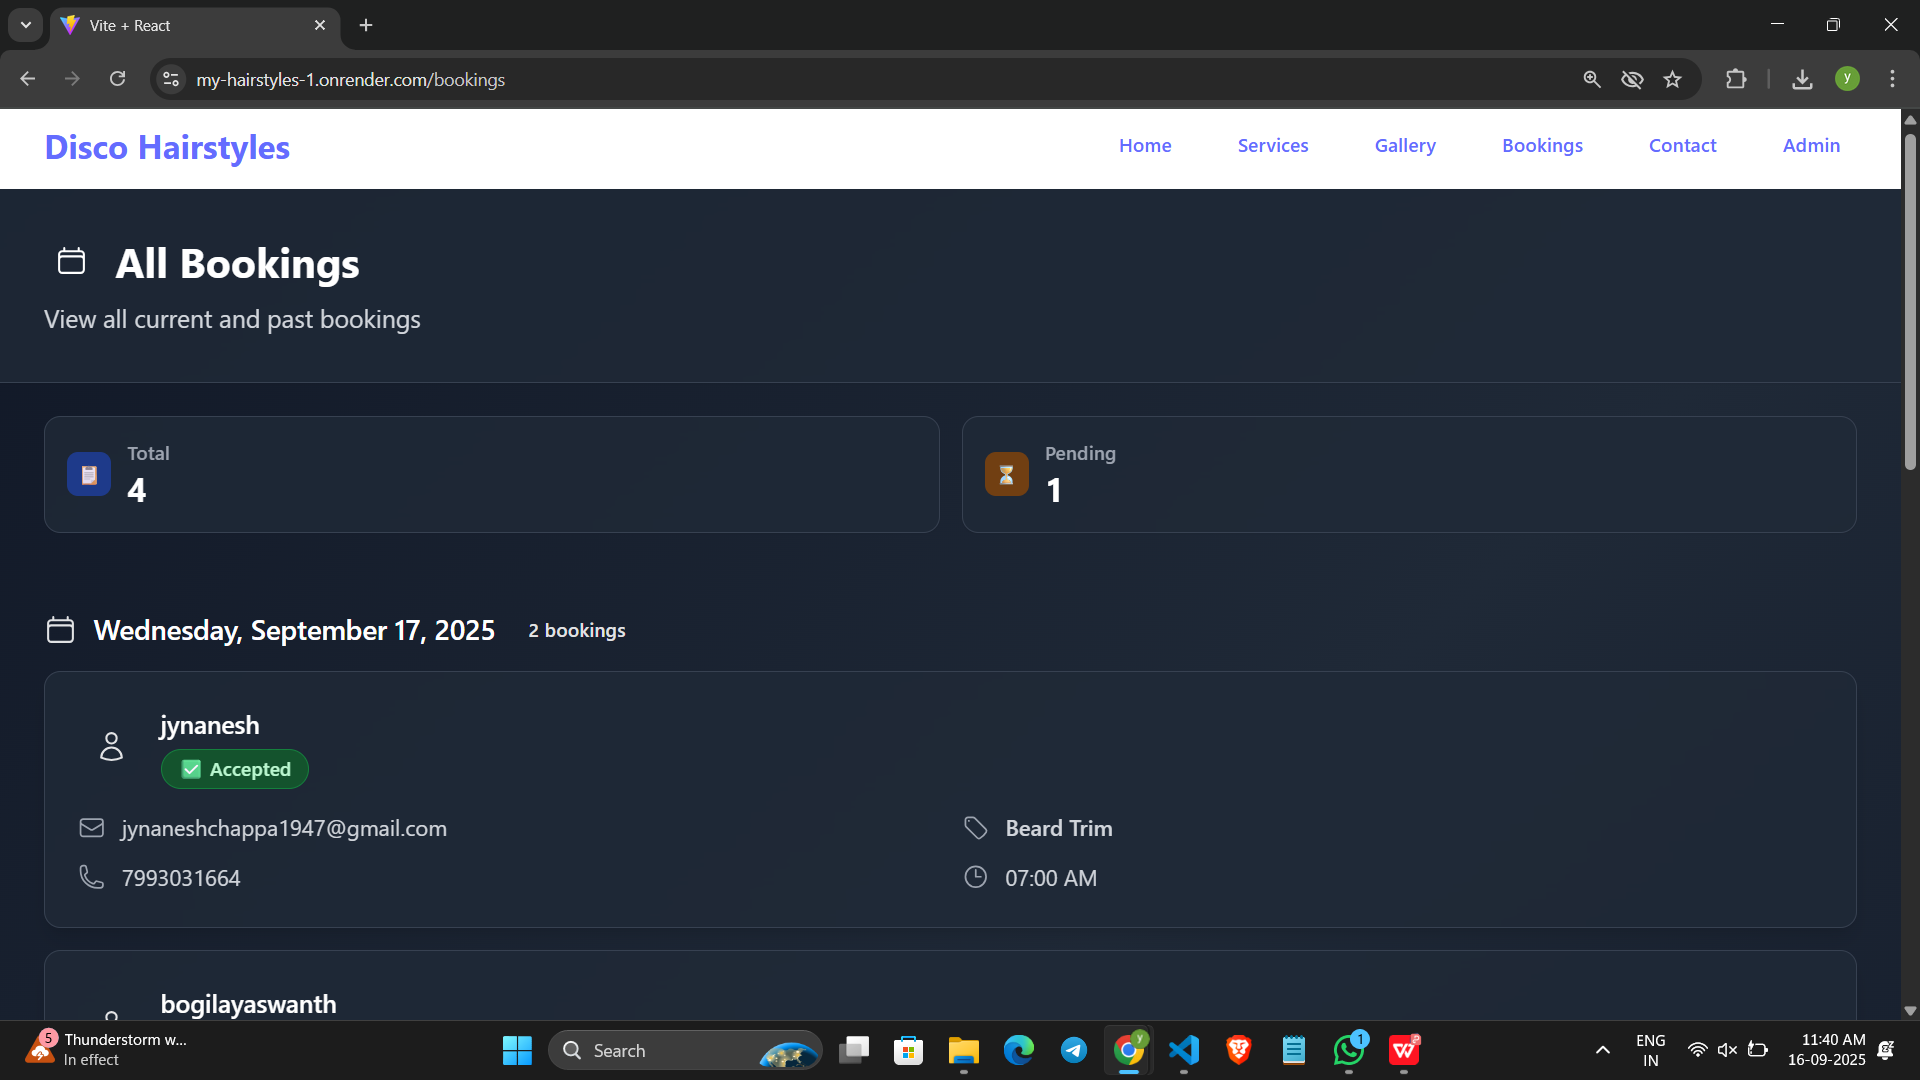 Vite + React
my-hairstyles-1.onrender.com/bookings
y
Disco Hairstyles
Home Services Gallery Bookings Contact Admin
All Bookings
View all current and past bookings
Total
4
Pending
1
Wednesday, September 17, 2025 2 bookings
jynanesh
Accepted
jynaneshchappa1947@gmail.com
Beard Trim
7993031664
07:00 AM
bogilayaswanth
5
Thunderstorm w...
In effect
Search
y
1
ENG
IN
11:40 AM
16-09-2025